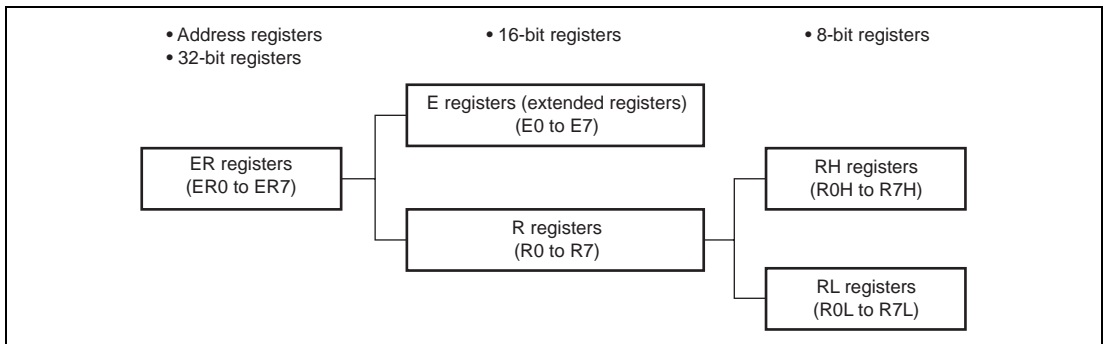 • Address registers
• 32-bit registers
• 16-bit registers
• 8-bit registers
E registers (extended registers)
(E0 to E7)
ER registers
(ER0 to ER7)
RH registers
(R0H to R7H)
R registers
(R0 to R7)
RL registers
(R0L to R7L)